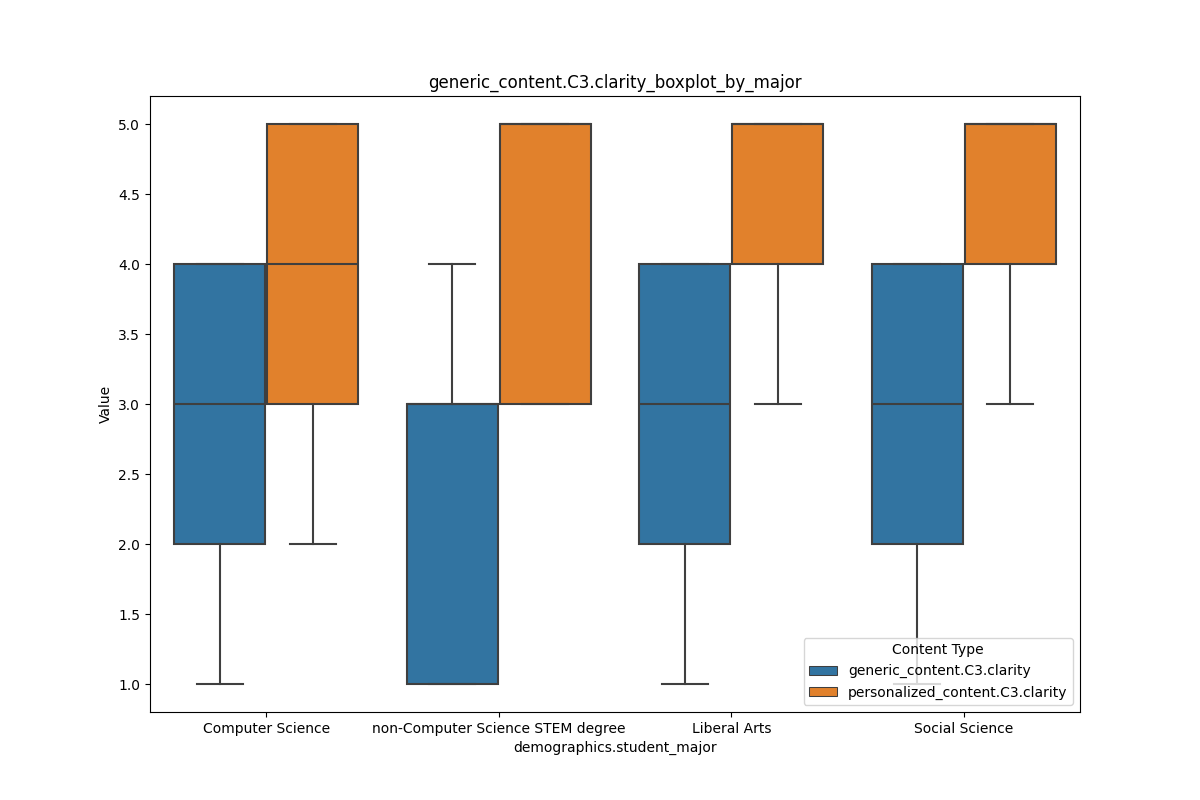 generic_content.C3.clarity_boxplot_by_major
5.0
4.5
4.0
3.5
3.0
2.5
2.0
1.5
1.0
Value
Content Type
generic_content.C3.clarity
personalized_content.C3.clarity
Computer Science
non-Computer Science STEM degree
Liberal Arts
Social Science
demographics.student_major